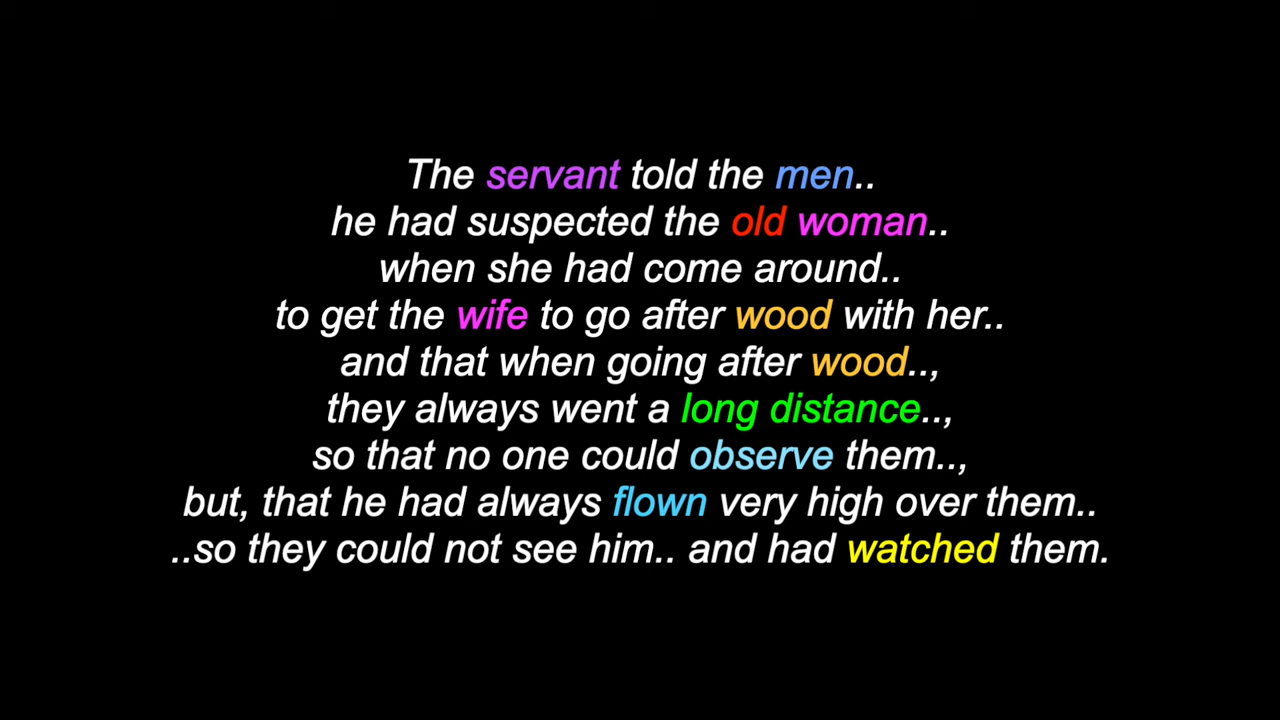 The servant told the men..
he had suspected the old woman..
when she had come around..
to get the wife to go after wood with her..
and that when going after wood..,
they always went a long distance..,
so that no one could observe them..,
but, that he had always flown very high over them..
..so they could not see him.. and had watched them.